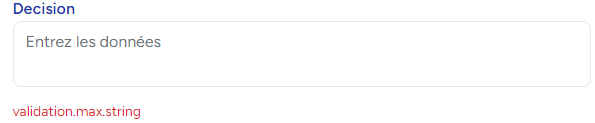 Decision
Entrez les données
validation.max.string